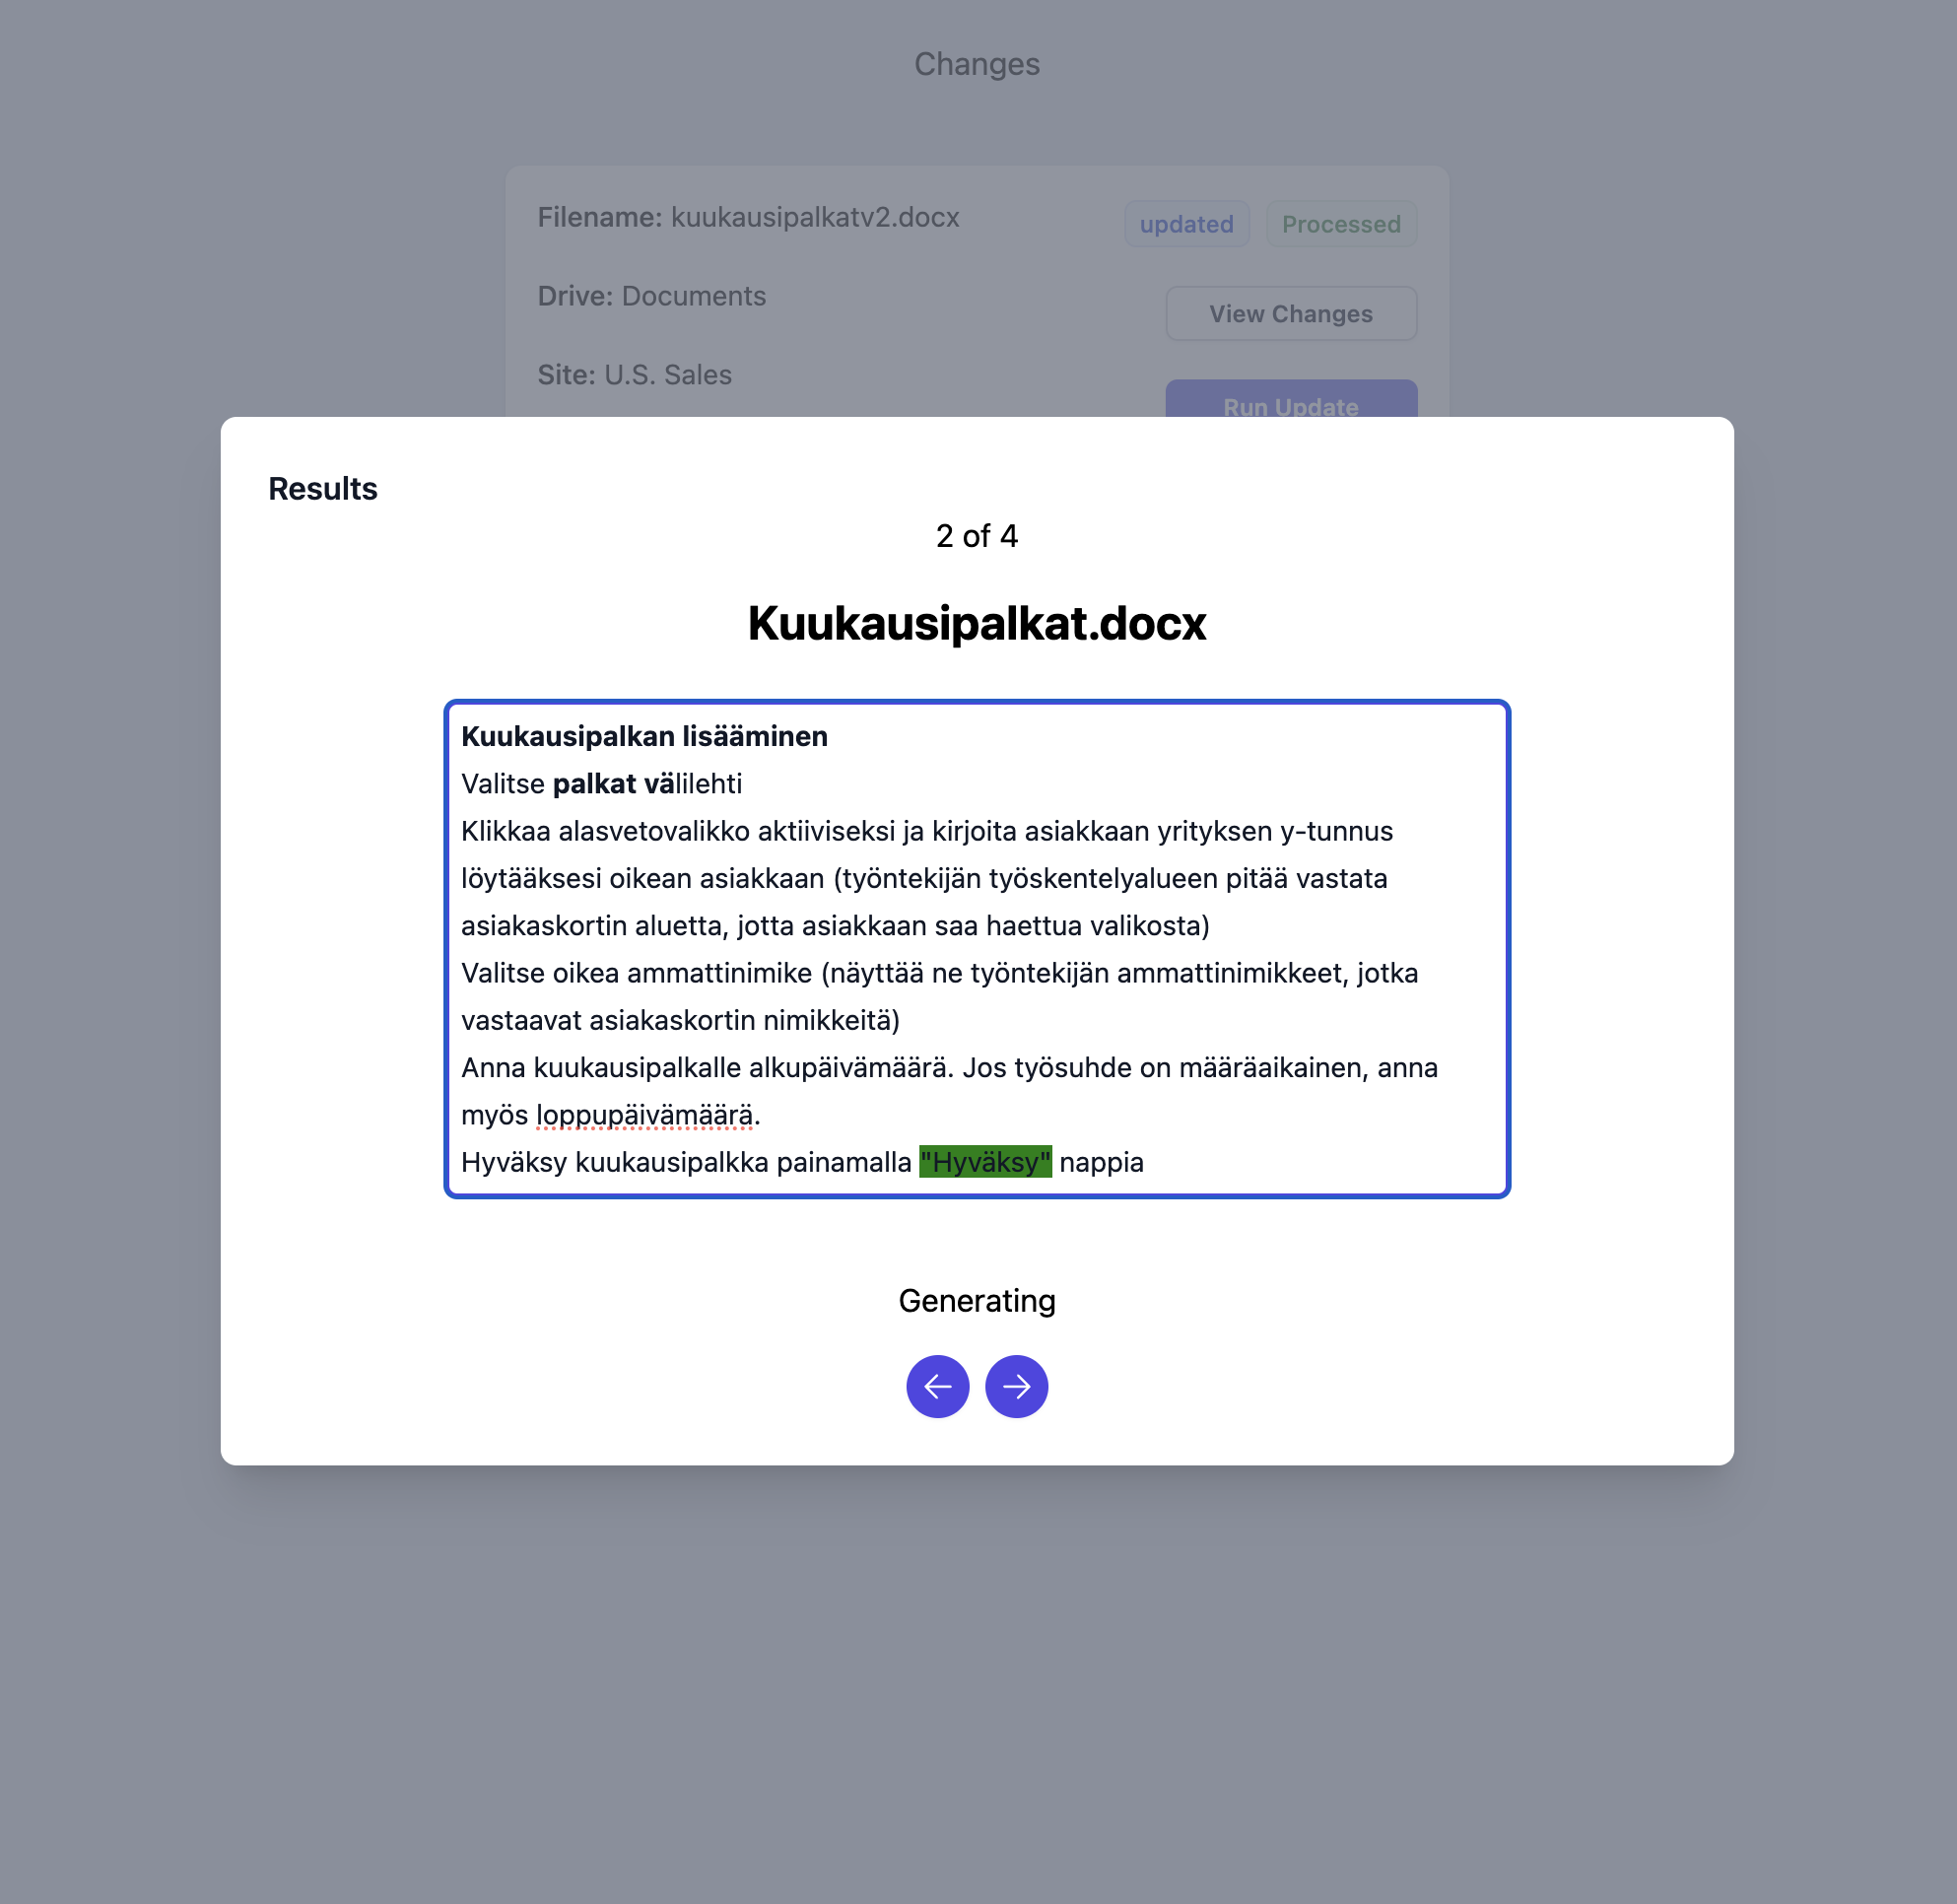 Changes
Filename: kuukausipalkatv2.docx
updated
Processed
Drive: Documents
View Changes
Site: U.S. Sales
Run Update
Results
2 of 4
Kuukausipalkat.docx
Kuukausipalkan lisääminen
Valitse palkat välilehti
Klikkaa alasvetovalikko aktiiviseksi ja kirjoita asiakkaan yrityksen y-tunnus
löytääksesi oikean asiakkaan (työntekijän työskentelyalueen pitää vastata
asiakaskortin aluetta, jotta asiakkaan saa haettua valikosta)
Valitse oikea ammattinimike (näyttää ne työntekijän ammattinimikkeet, jotka
vastaavat asiakaskortin nimikkeitä)
Anna kuukausipalkalle alkupäivämäärä. Jos työsuhde on määräaikainen, anna
myös loppupäivämäärä.
Hyväksy kuukausipalkka painamalla "Hyväksy" nappia
Generating